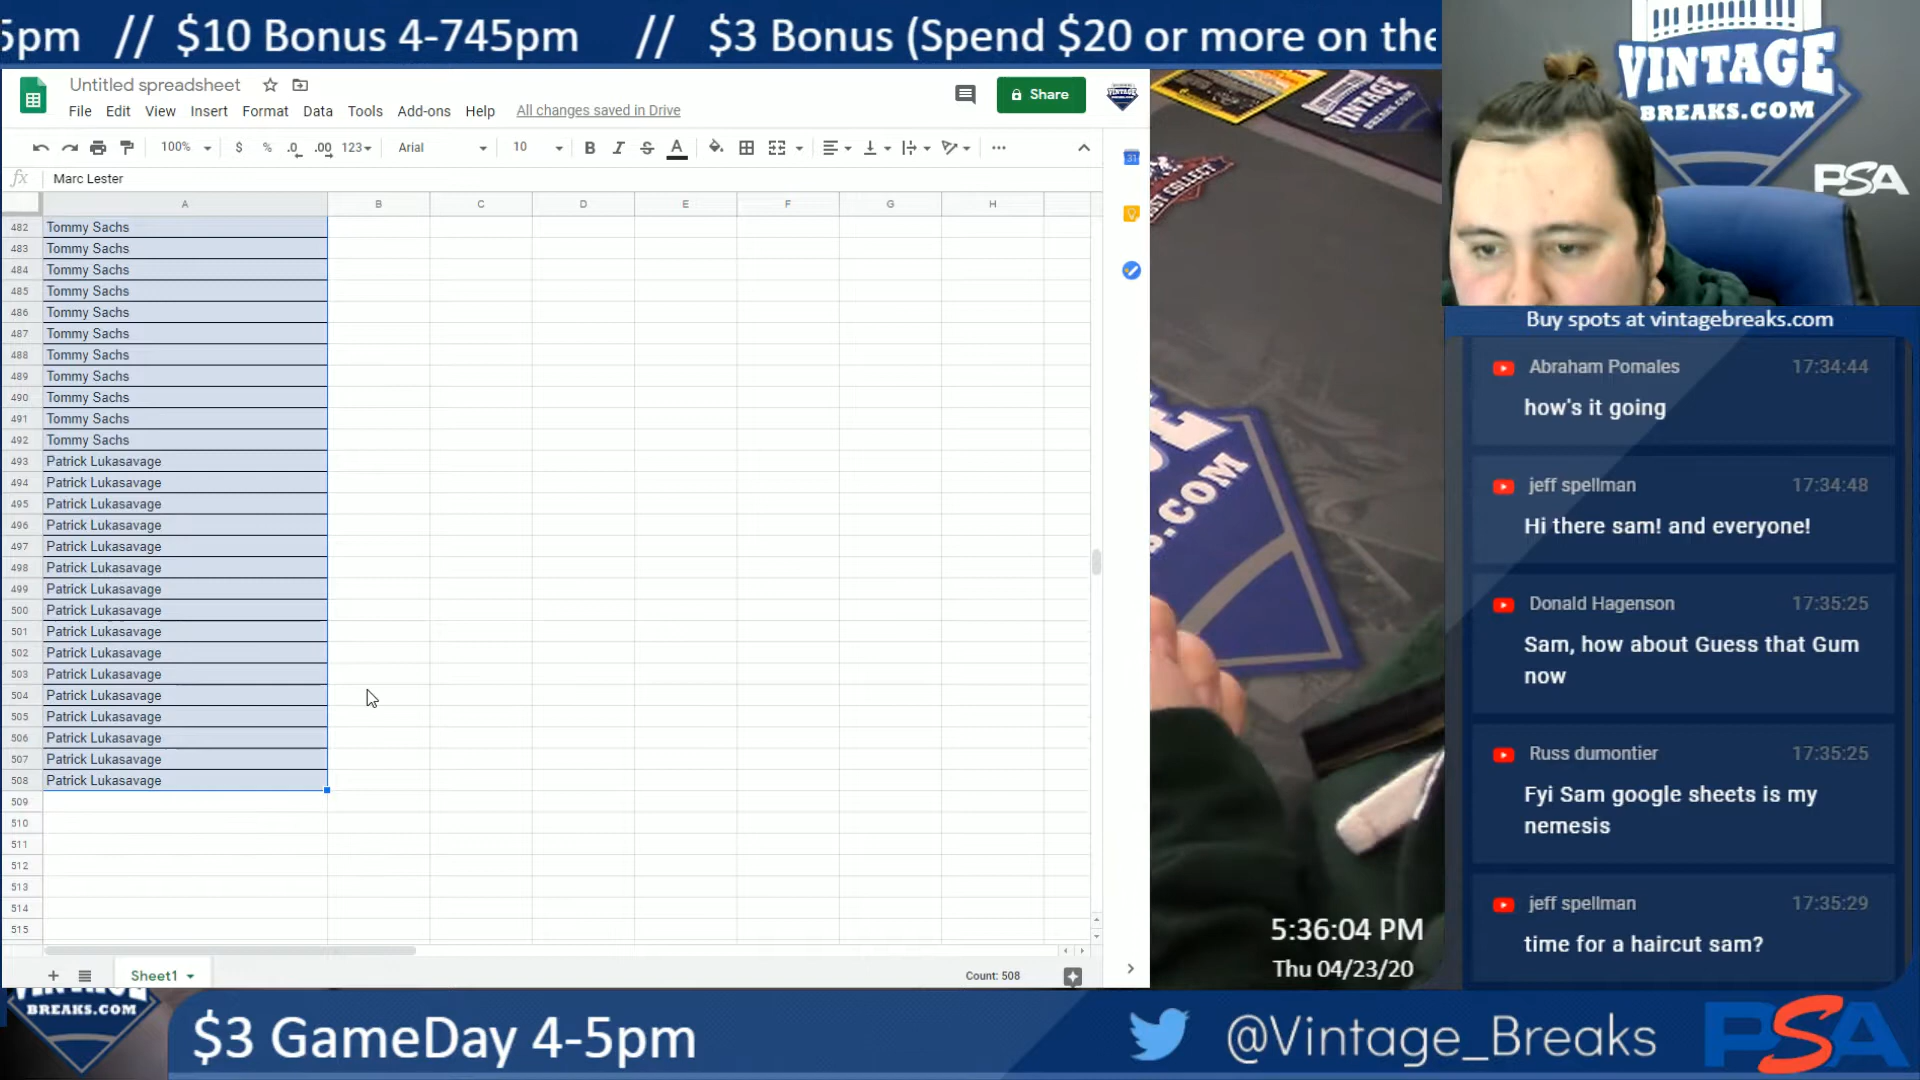 5pm // $10 Bonus 4-745pm // $3 Bonus (Spend $20 or more on the
Untitled spreadsheet
File Edit View Insert Format Data Tools Add-ons Help All changes saved in Drive
Share
100% $ % .0 .00 123 Arial 10 B I S A
fx Marc Lester
A B C D E F G H
482 Tommy Sachs
483 Tommy Sachs
484 Tommy Sachs
485 Tommy Sachs
486 Tommy Sachs
487 Tommy Sachs
488 Tommy Sachs
489 Tommy Sachs
490 Tommy Sachs
491 Tommy Sachs
492 Tommy Sachs
493 Patrick Lukasavage
494 Patrick Lukasavage
495 Patrick Lukasavage
496 Patrick Lukasavage
497 Patrick Lukasavage
498 Patrick Lukasavage
499 Patrick Lukasavage
500 Patrick Lukasavage
501 Patrick Lukasavage
502 Patrick Lukasavage
503 Patrick Lukasavage
504 Patrick Lukasavage
505 Patrick Lukasavage
506 Patrick Lukasavage
507 Patrick Lukasavage
508 Patrick Lukasavage
509
510
511
512
513
514
515
Sheet1
Count: 508
31
VINTAGE
BREAKS.COM
COLLECT
.COM
VINTAGE
BREAKS.COM
PSA
Buy spots at vintagebreaks.com
Abraham Pomales 17:34:44
how's it going
jeff spellman 17:34:48
Hi there sam! and everyone!
Donald Hagenson 17:35:25
Sam, how about Guess that Gum
now
Russ dumontier 17:35:25
Fyi Sam google sheets is my
nemesis
jeff spellman 17:35:29
time for a haircut sam?
5:36:04 PM
Thu 04/23/20
VINTAGE
BREAKS.COM
$3 GameDay 4-5pm
@Vintage_Breaks
PSA